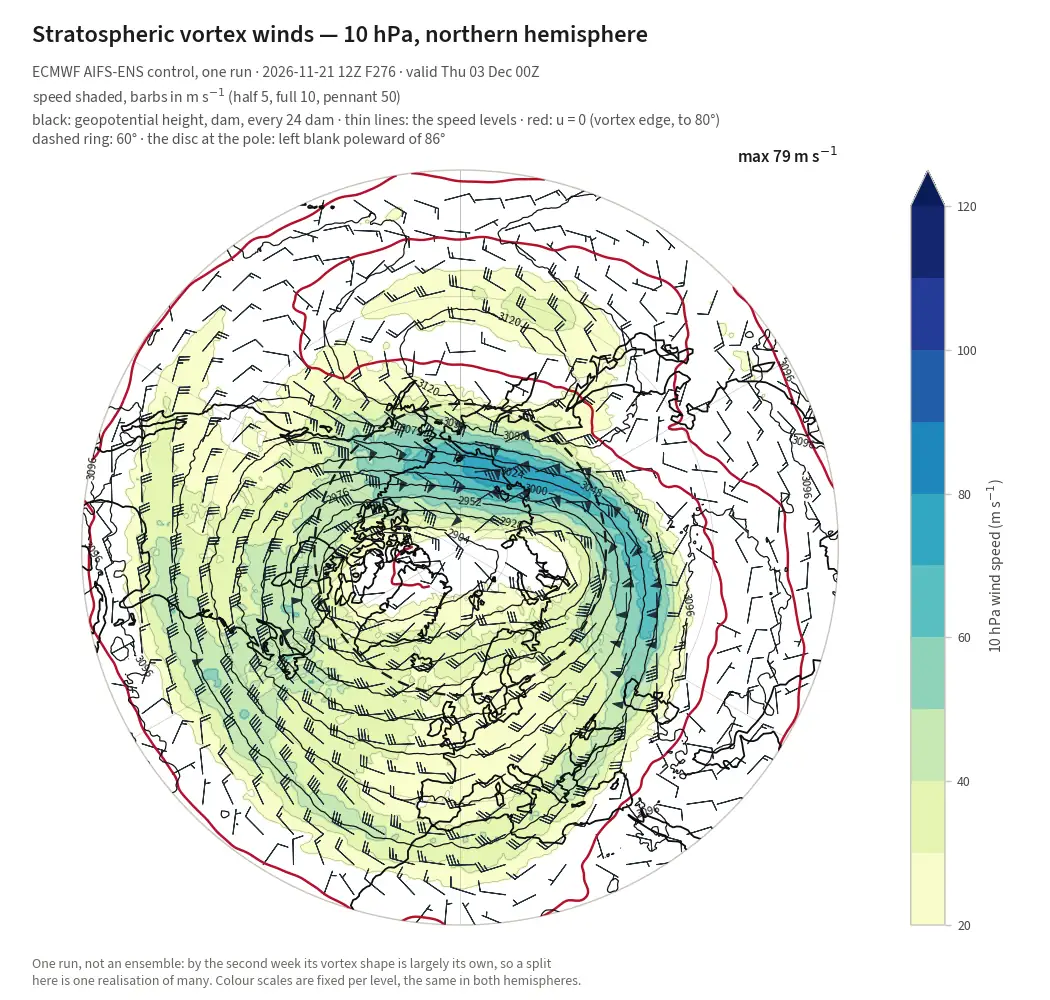 Stratospheric vortex winds — 10 hPa, northern hemisphere
ECMWF AIFS-ENS control, one run · 2026-11-21 12Z F276 · valid Thu 03 Dec 00Z
speed shaded, barbs in m s⁻¹ (half 5, full 10, pennant 50)
black: geopotential height, dam, every 24 dam · thin lines: the speed levels · red: u = 0 (vortex edge, to 80°)
dashed ring: 60° · the disc at the pole: left blank poleward of 86°
max 79 m s⁻¹
120
100
80
60
40
20
10 hPa wind speed (m s⁻¹)
3120
3120
3096
3096
3096
3096
3096
3096
3000
2976
2952
2904
3048
One run, not an ensemble: by the second week its vortex shape is largely its own, so a split
here is one realisation of many. Colour scales are fixed per level, the same in both hemispheres.